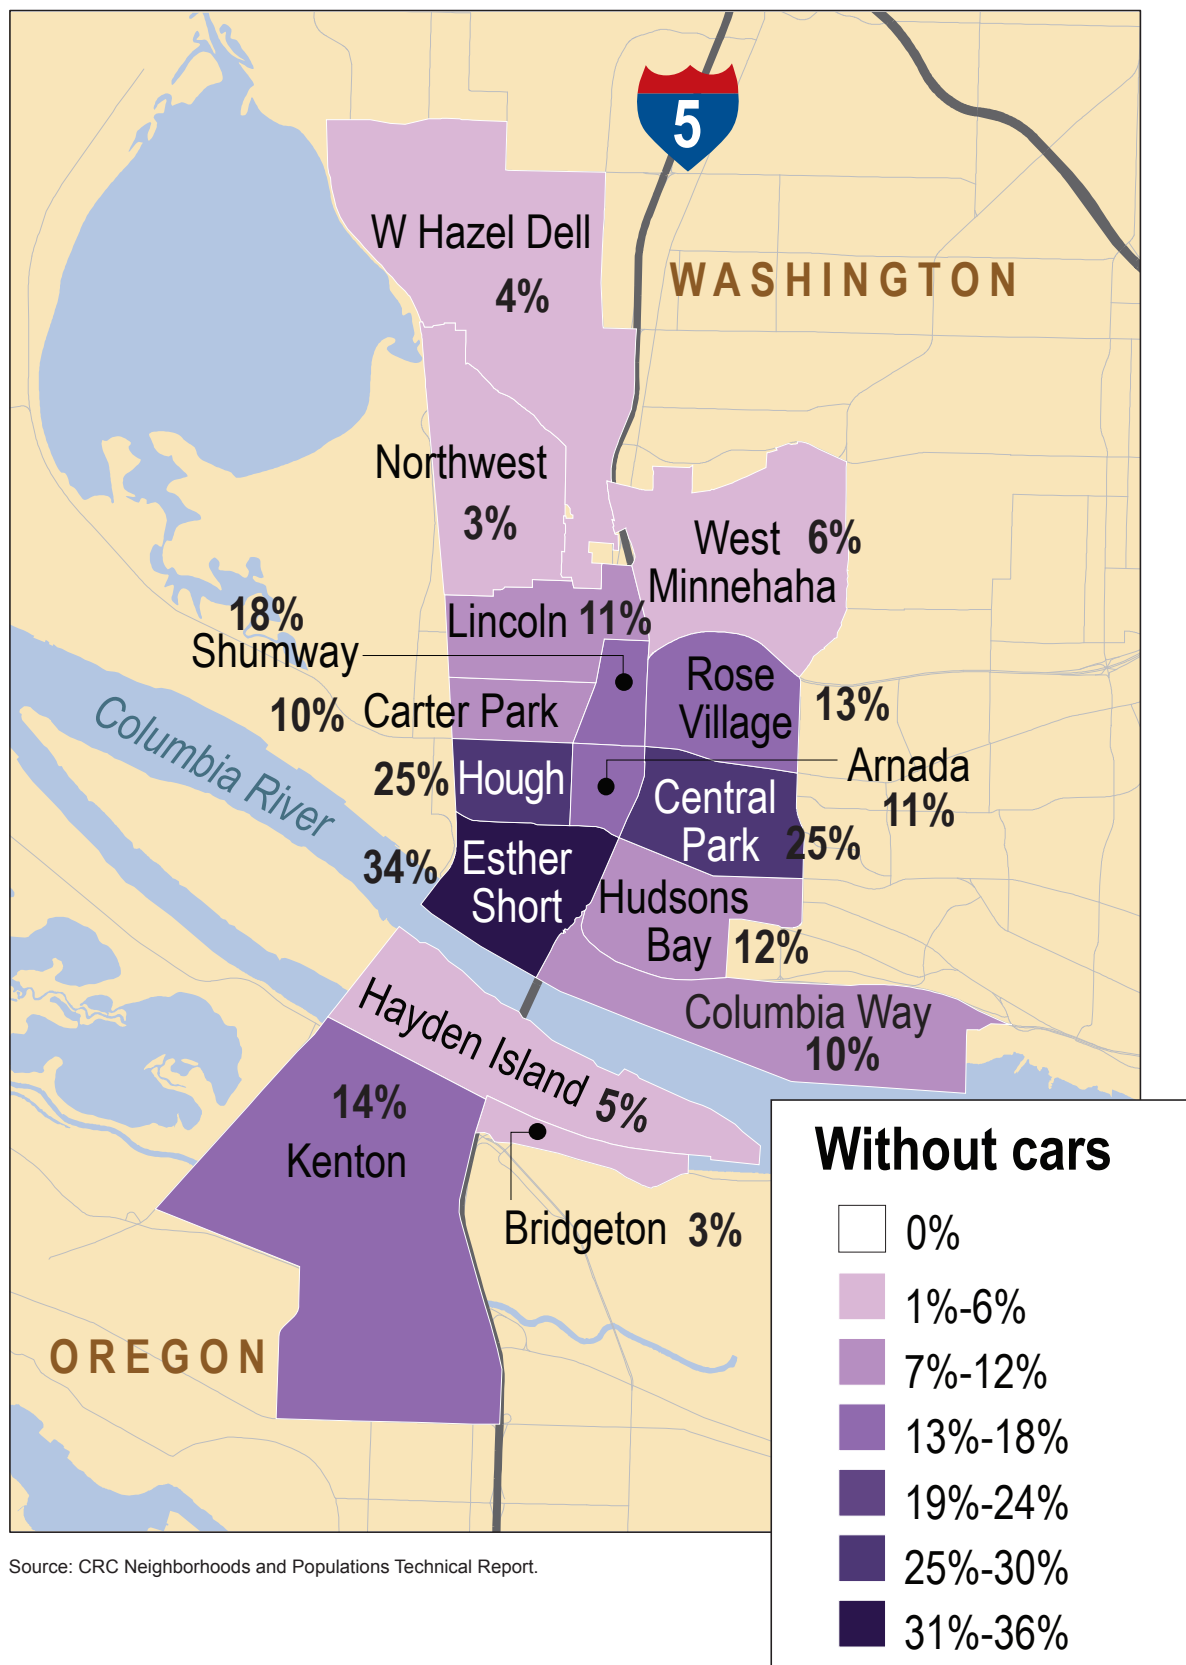 5
W Hazel Dell
4%
WASHINGTON
Northwest
3%
West 6%
Minnehaha
18%
Shumway
Lincoln 11%
Rose
Village
13%
10% Carter Park
Columbia River
25% Hough
Arnada
11%
Central
Park 25%
34%
Esther
Short
Hudsons
Bay 12%
Hayden Island 5%
Columbia Way
10%
14%
Kenton
Bridgeton 3%
OREGON
Without cars
0%
1%-6%
7%-12%
13%-18%
19%-24%
25%-30%
31%-36%
Source: CRC Neighborhoods and Populations Technical Report.